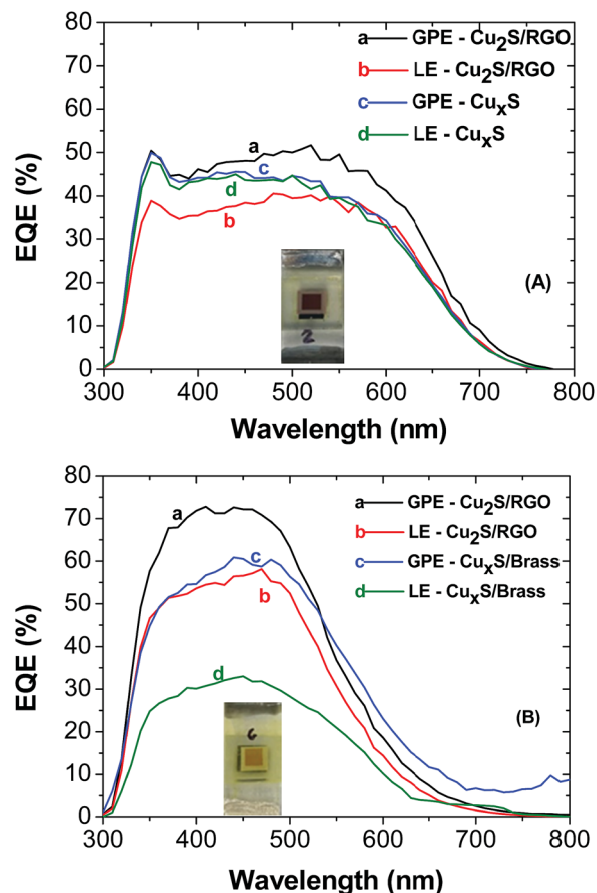 80
70
60
50
40
30
20
10
0
EQE (%)
a GPE - Cu₂S/RGO
b LE - Cu₂S/RGO
c GPE - CuₓS
d LE - CuₓS
a
c
d
b
2
(A)
300 400 500 600 700 800
Wavelength (nm)
80
70
60
50
40
30
20
10
0
EQE (%)
a GPE - Cu₂S/RGO
b LE - Cu₂S/RGO
c GPE - CuₓS/Brass
d LE - CuₓS/Brass
a
c
b
d
6
(B)
300 400 500 600 700 800
Wavelength (nm)